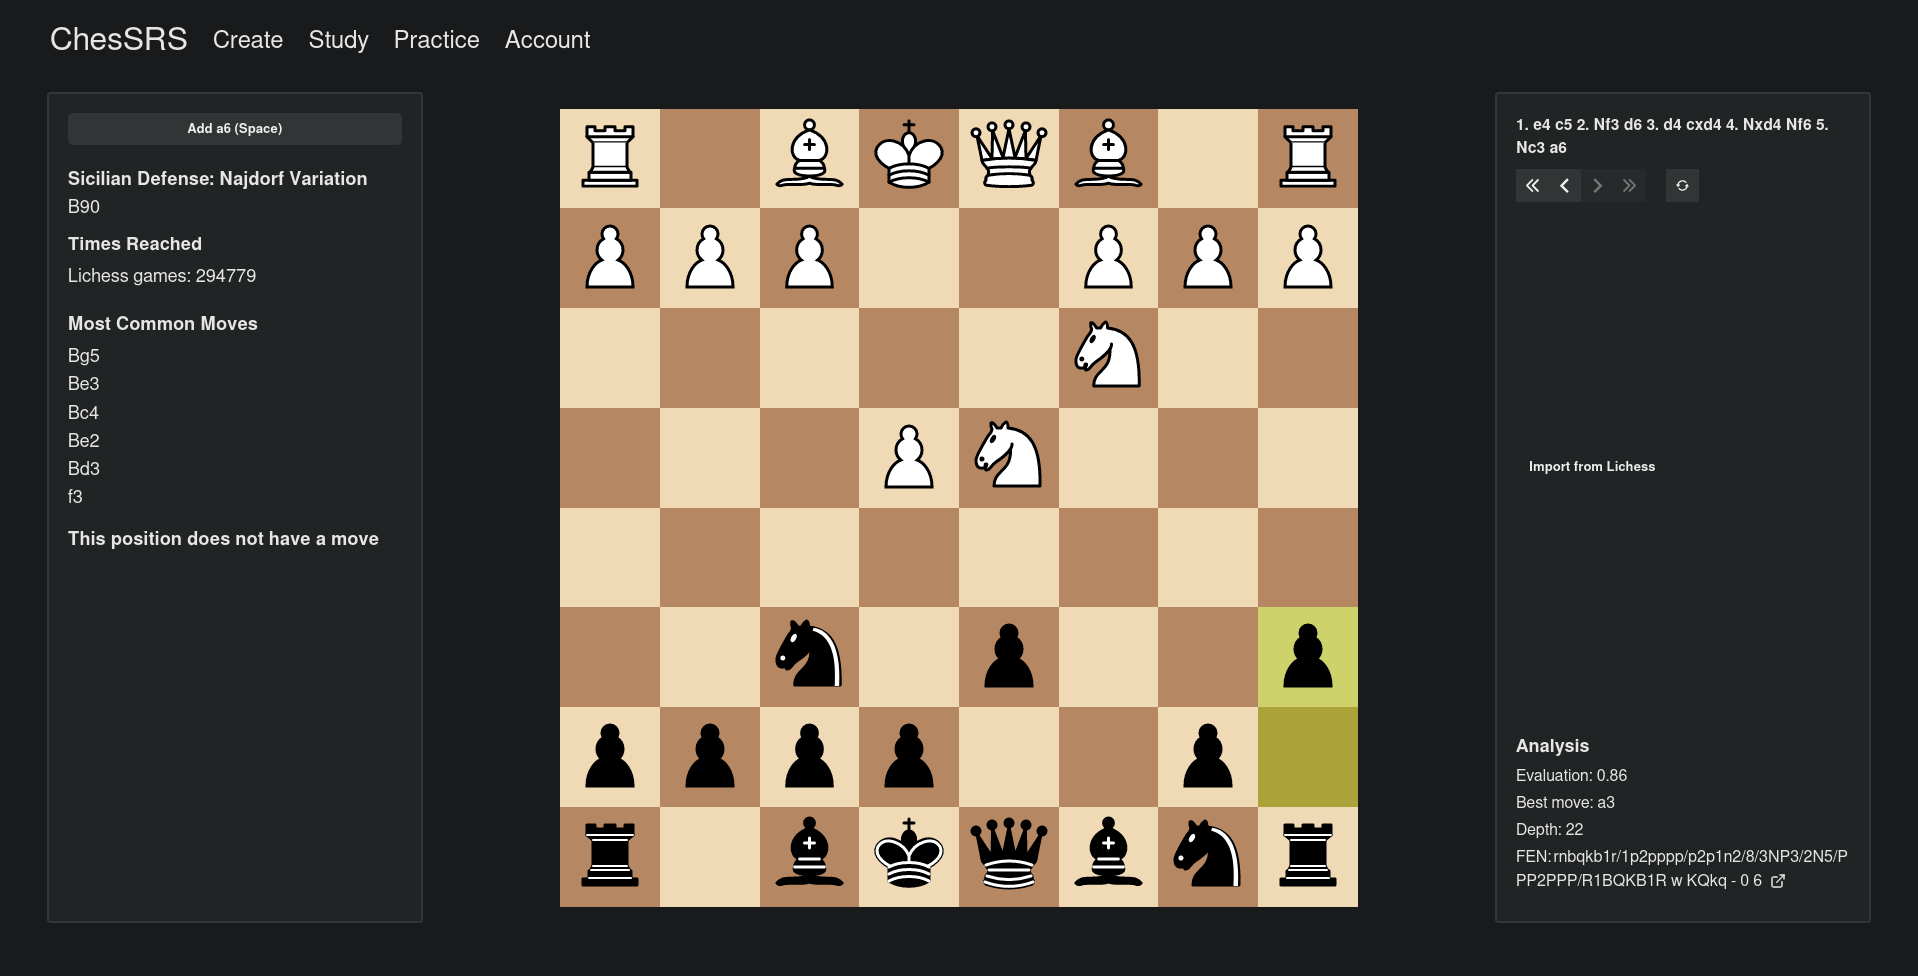 ChesSRS Create Study Practice Account
Add a6 (Space)
Sicilian Defense: Najdorf Variation
B90
Times Reached
Lichess games: 294779
Most Common Moves
Bg5
Be3
Bc4
Be2
Bd3
f3
This position does not have a move
1. e4 c5 2. Nf3 d6 3. d4 cxd4 4. Nxd4 Nf6 5.
Nc3 a6
Import from Lichess
Analysis
Evaluation: 0.86
Best move: a3
Depth: 22
FEN: rnbqkb1r/1p2pppp/p2p1n2/8/3NP3/2N5/P
PP2PPP/R1BQKB1R w KQkq - 0 6